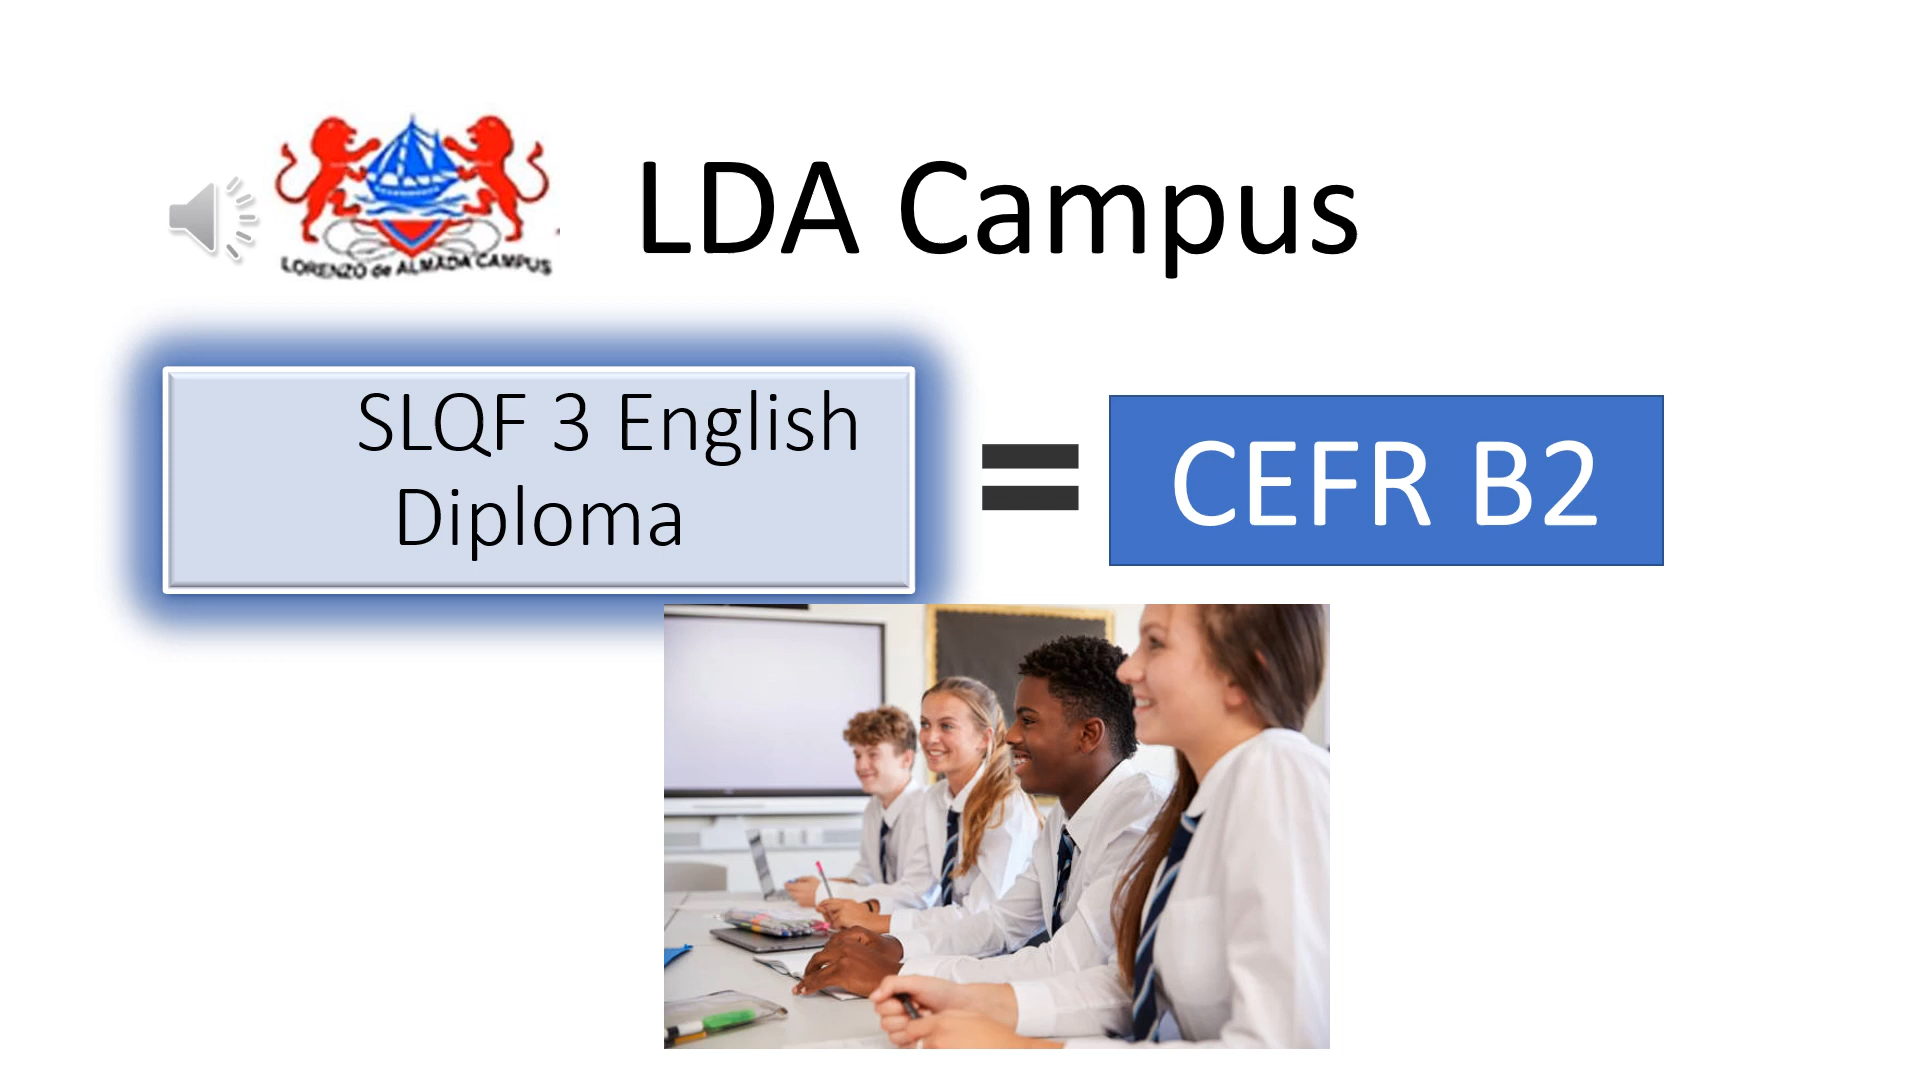 LORENZO de ALMADA CAMPUS
LDA Campus
SLQF 3 English
Diploma
=
CEFR B2